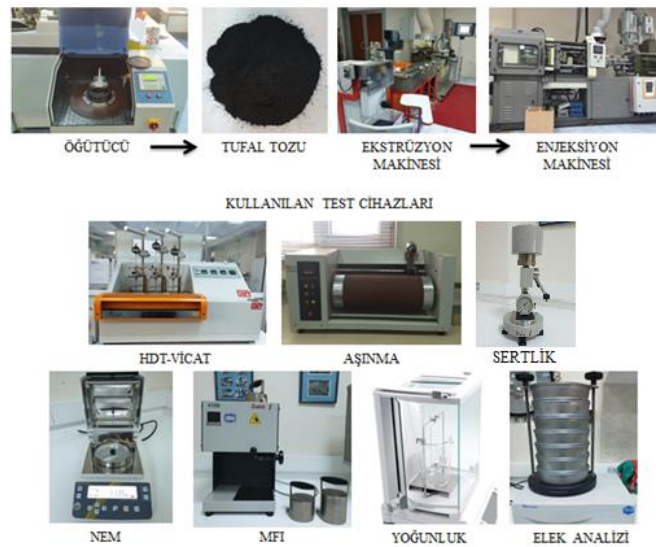 ÖĞÜTÜCÜ
TUFAL TOZU
EKSTRÜZYON
MAKİNESİ
ENJEKSİYON
MAKİNESİ
KULLANILAN TEST CİHAZLARI
HDT-VİCAT
AŞINMA
SERTLİK
NEM
MFI
YOĞUNLUK
ELEK ANALİZİ